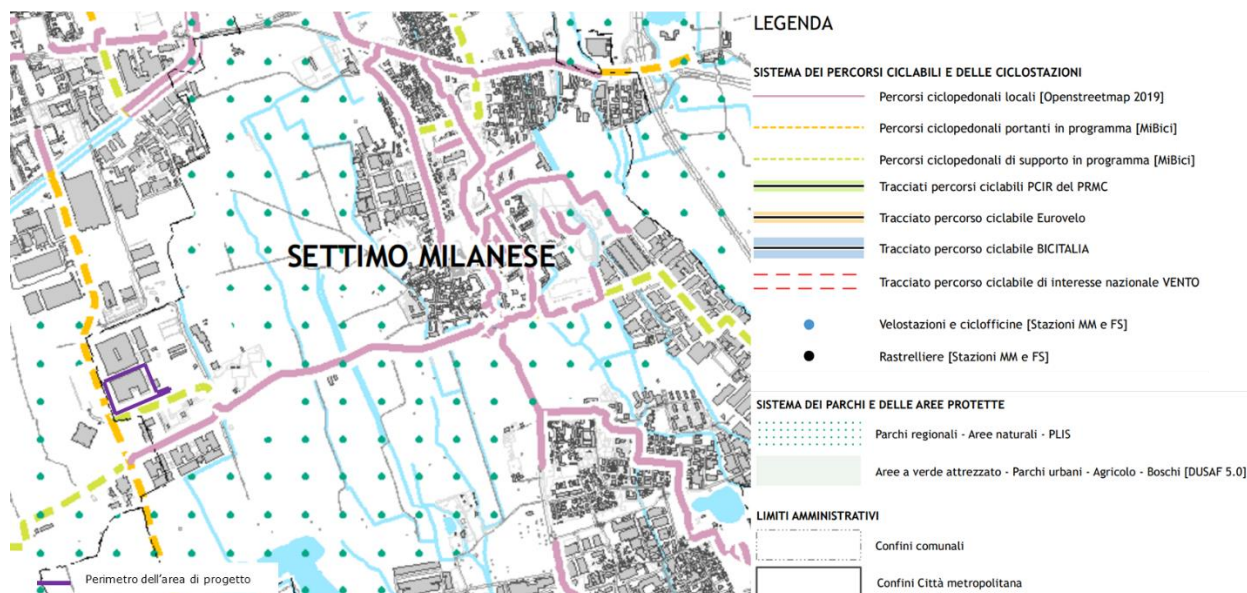 SETTIMO MILANESE
Perimetro dell'area di progetto
LEGENDA
SISTEMA DEI PERCORSI CICLABILI E DELLE CICLOSTAZIONI
Percorsi ciclopedonali locali [Openstreetmap 2019]
Percorsi ciclopedonali portanti in programma [MiBici]
Percorsi ciclopedonali di supporto in programma [MiBici]
Tracciati percorsi ciclabili PCIR del PRMC
Tracciato percorso ciclabile Eurovelo
Tracciato percorso ciclabile BICITALIA
Tracciato percorso ciclabile di interesse nazionale VENTO
Velostazioni e ciclofficine [Stazioni MM e FS]
Rastrelliere [Stazioni MM e FS]
SISTEMA DEI PARCHI E DELLE AREE PROTETTE
Parchi regionali - Aree naturali - PLIS
Aree a verde attrezzato - Parchi urbani - Agricolo - Boschi [DUSAF 5.0]
LIMITI AMMINISTRATIVI
Confini comunali
Confini Città metropolitana